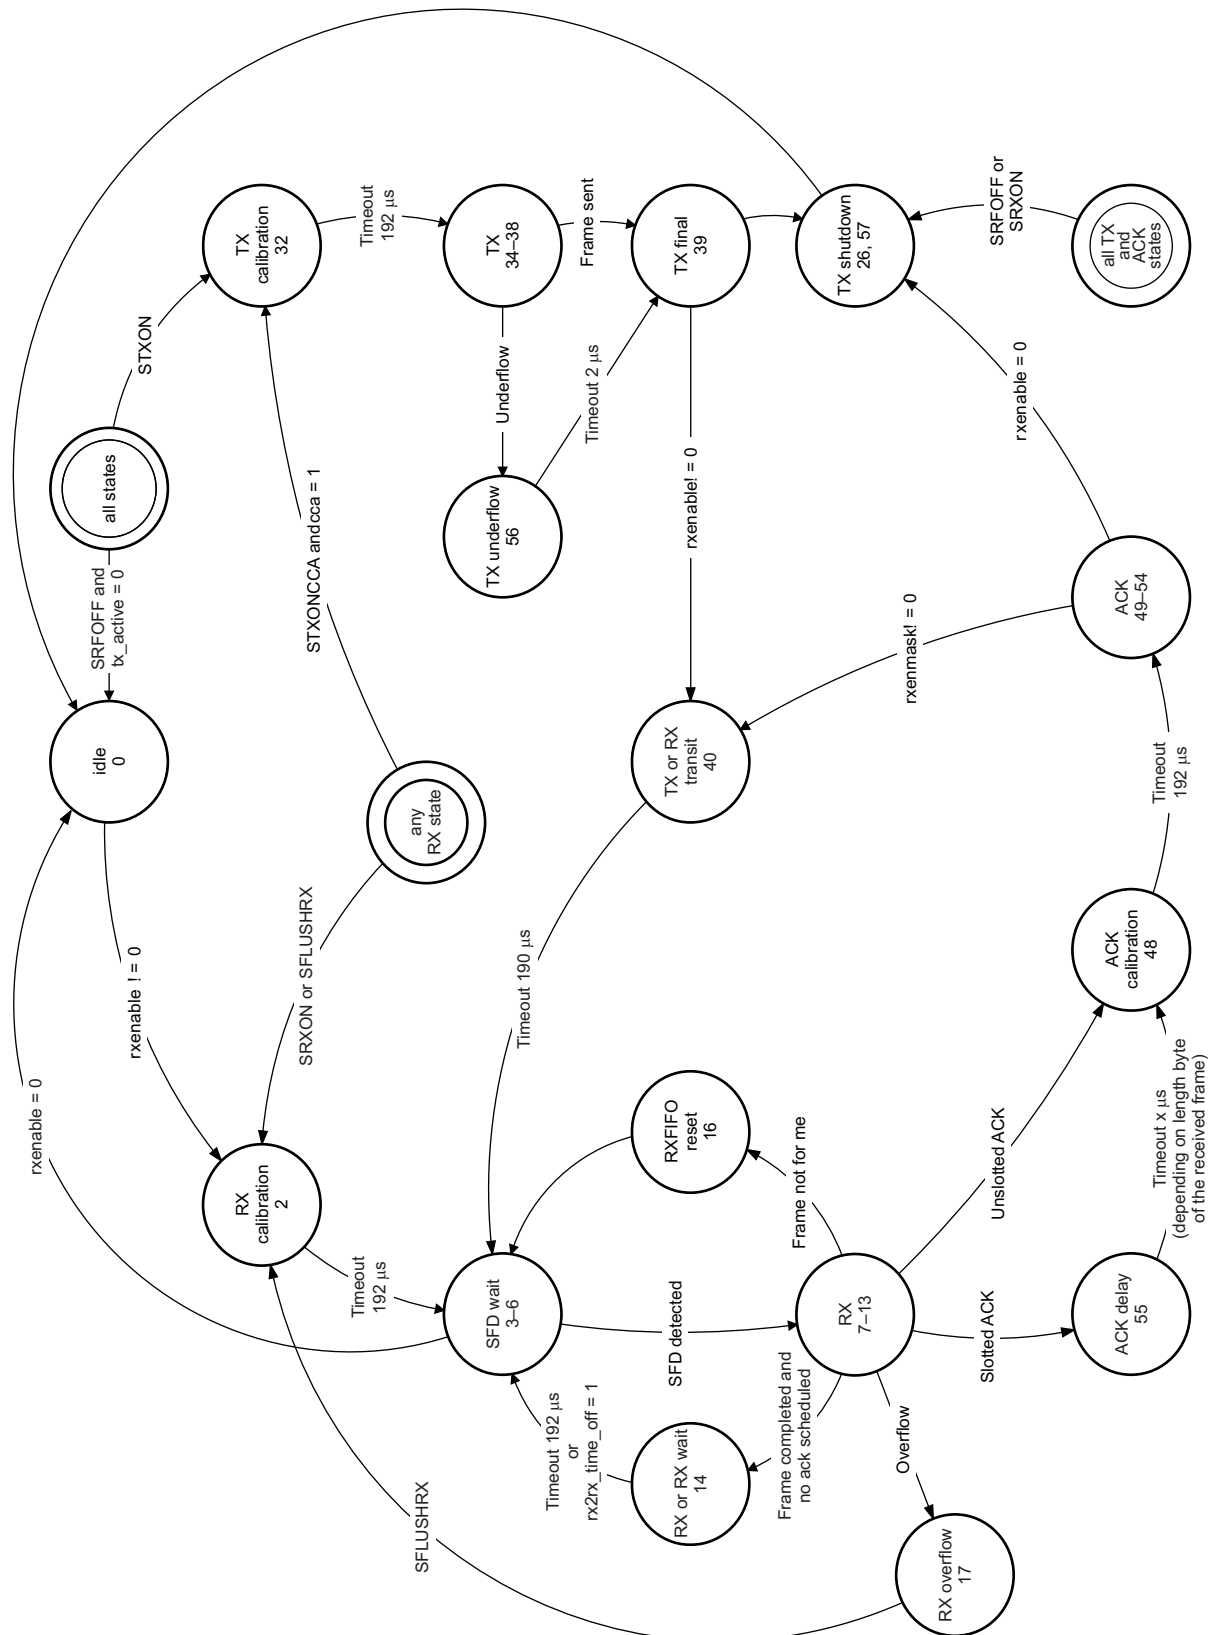 all states
SRFOFF and
tx_active = 0
STXON
idle
0
TX
calibration
32
Timeout
192 μs
TX
34–38
Frame sent
TX final
39
TX shutdown
26, 57
SRFOFF or
SRXON
all TX
and
ACK
states
Underflow
TX underflow
56
Timeout 2 μs
rxenable! = 0
rxenable = 0
STXONCCA andcca = 1
any
RX state
SRXON or SFLUSHRX
TX or RX
transit
40
rxenmask! = 0
ACK
49–54
Timeout
192 μs
ACK
calibration
48
Timeout 190 μs
rxenable ! = 0
rxenable = 0
RX
calibration
2
Timeout
192 μs
SFD wait
3–6
RXFIFO
reset
16
Frame not for me
Unslotted ACK
Timeout x μs
(depending on length byte
of the received frame)
SFD detected
RX
7–13
Slotted ACK
ACK delay
55
Timeout 192 μs
or
rx2rx_time_off = 1
RX or RX wait
14
Frame completed and
no ack scheduled
Overflow
RX overflow
17
SFLUSHRX